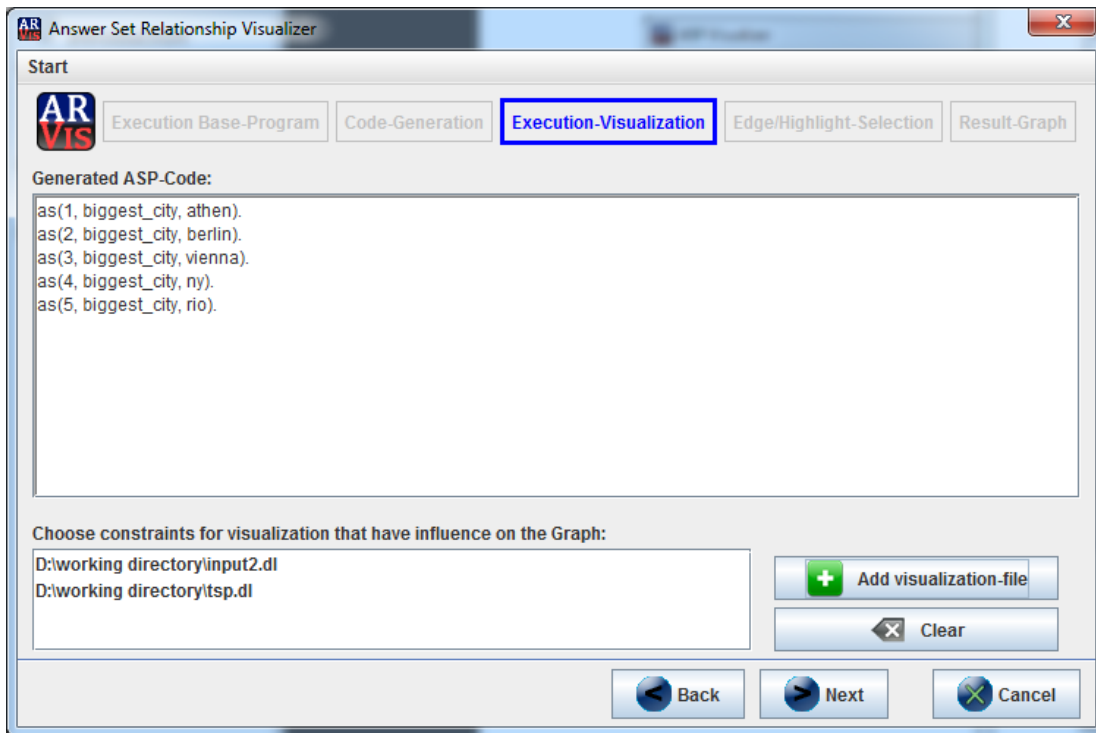 Answer Set Relationship Visualizer
Start
AR
VIS
Execution Base-Program
Code-Generation
Execution-Visualization
Edge/Highlight-Selection
Result-Graph
Generated ASP-Code:
as(1, biggest_city, athen).
as(2, biggest_city, berlin).
as(3, biggest_city, vienna).
as(4, biggest_city, ny).
as(5, biggest_city, rio).
Choose constraints for visualization that have influence on the Graph:
D:\working directory\input2.dl
D:\working directory\tsp.dl
Add visualization-file
Clear
Back
Next
Cancel